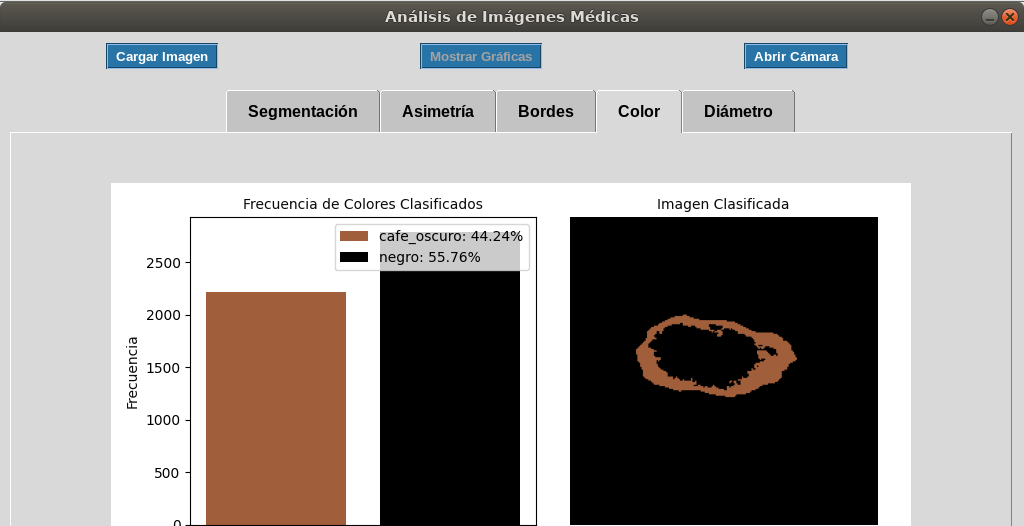 Análisis de Imágenes Médicas
Cargar Imagen
Mostrar Gráficas
Abrir Cámara
Segmentación
Asimetría
Bordes
Color
Diámetro
Frecuencia de Colores Clasificados
Imagen Clasificada
cafe_oscuro: 44.24%
negro: 55.76%
Frecuencia
2500
2000
1500
1000
500
0